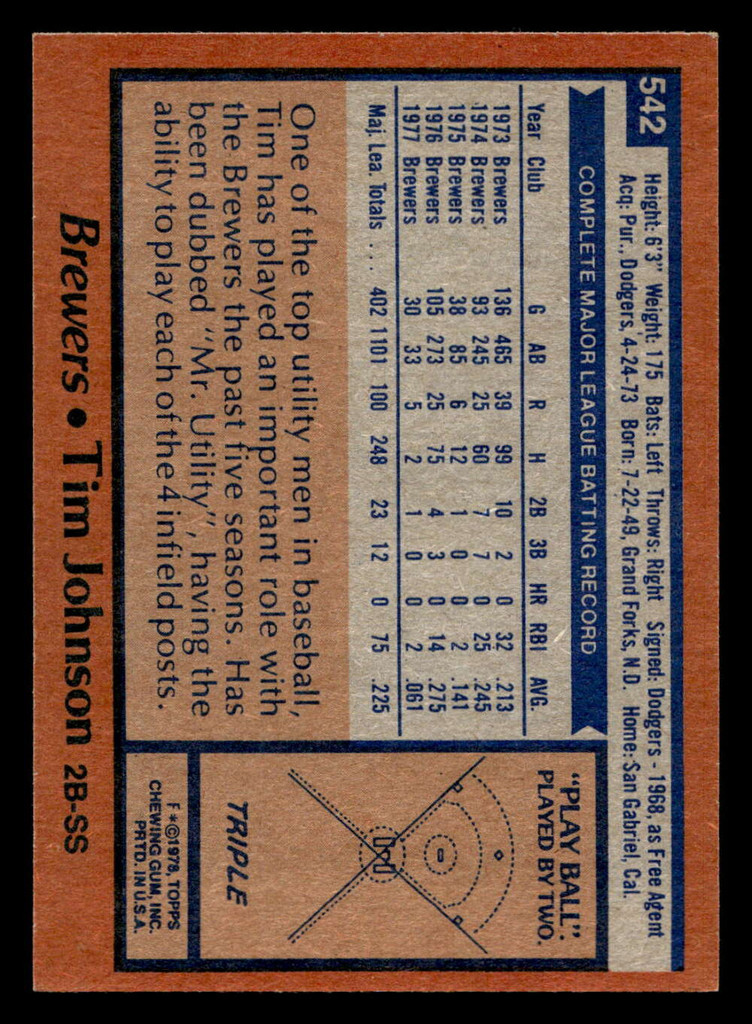 542
Height: 6'3" Weight: 175 Bats: Left Throws: Right Signed: Dodgers - 1968, as Free Agent
Acq: Pur., Dodgers, 4-24-73 Born: 7-22-49, Grand Forks, N.D. Home: San Gabriel, Cal.
COMPLETE MAJOR LEAGUE BATTING RECORD
Year Club G AB R H 2B 3B HR RBI AVG.
1973 Brewers 136 465 39 99 10 2 0 32 .213
1974 Brewers 93 245 25 60 7 7 0 25 .245
1975 Brewers 38 85 6 12 1 0 0 2 .141
1976 Brewers 105 273 25 75 4 3 0 14 .275
1977 Brewers 30 33 5 2 1 0 0 2 .061
Maj. Lea. Totals ... 402 1101 100 248 23 12 0 75 .225
One of the top utility men in baseball,
Tim has played an important role with
the Brewers the past five seasons. Has
been dubbed "Mr. Utility", having the
ability to play each of the 4 infield posts.
"PLAY BALL":
PLAYED BY TWO.
TRIPLE
F *©1978, TOPPS
CHEWING GUM, INC.
PRTD. IN U.S.A.
Brewers • Tim Johnson 2B-SS